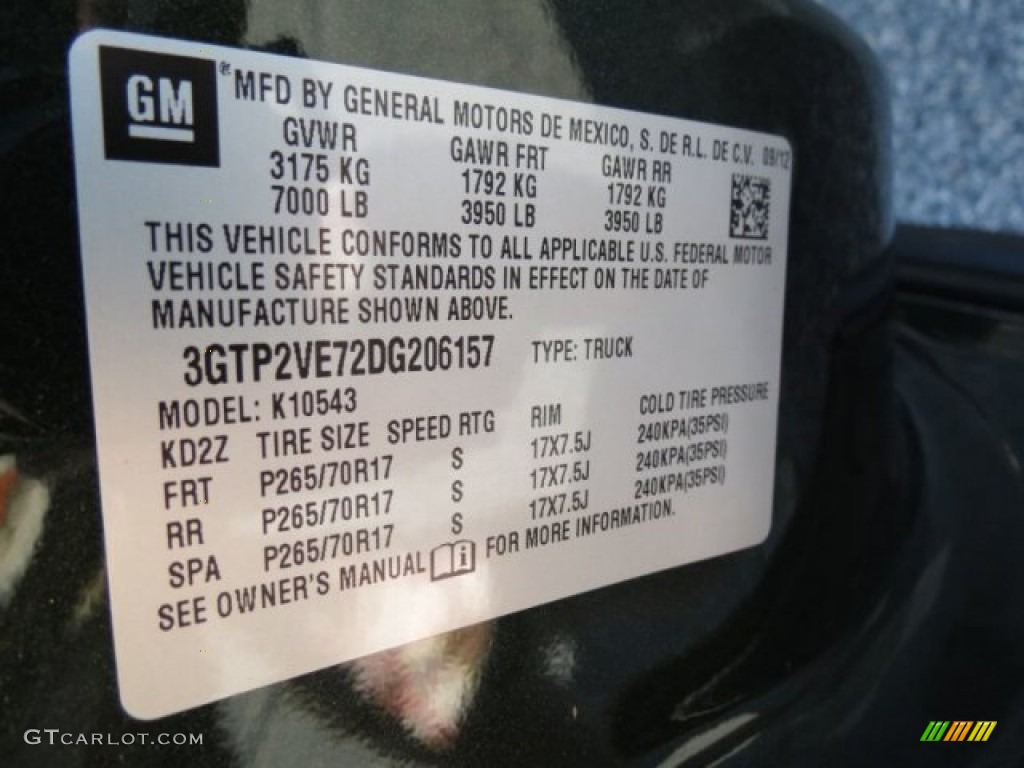 GM
® MFD BY GENERAL MOTORS DE MEXICO, S. DE R.L. DE C.V. 09/12
GVWR GAWR FRT GAWR RR
3175 KG 1792 KG 1792 KG
7000 LB 3950 LB 3950 LB
THIS VEHICLE CONFORMS TO ALL APPLICABLE U.S. FEDERAL MOTOR
VEHICLE SAFETY STANDARDS IN EFFECT ON THE DATE OF
MANUFACTURE SHOWN ABOVE.
3GTP2VE72DG206157 TYPE: TRUCK
MODEL: K10543
KD2Z TIRE SIZE SPEED RTG RIM COLD TIRE PRESSURE
FRT P265/70R17 S 17X7.5J 240KPA(35PSI)
RR P265/70R17 S 17X7.5J 240KPA(35PSI)
SPA P265/70R17 S 17X7.5J 240KPA(35PSI)
SEE OWNER'S MANUAL i FOR MORE INFORMATION.
GTCARLOT.COM